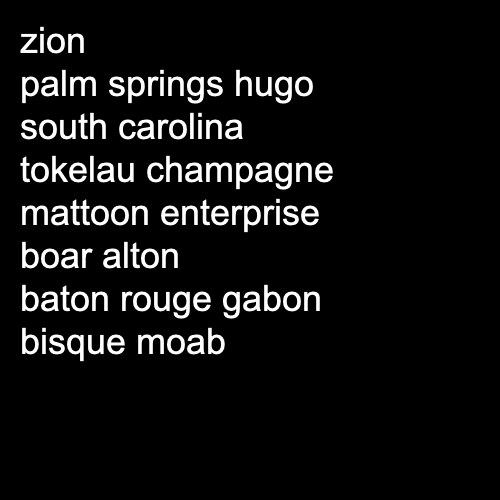 zion
palm springs hugo
south carolina
tokelau champagne
mattoon enterprise
boar alton
baton rouge gabon
bisque moab